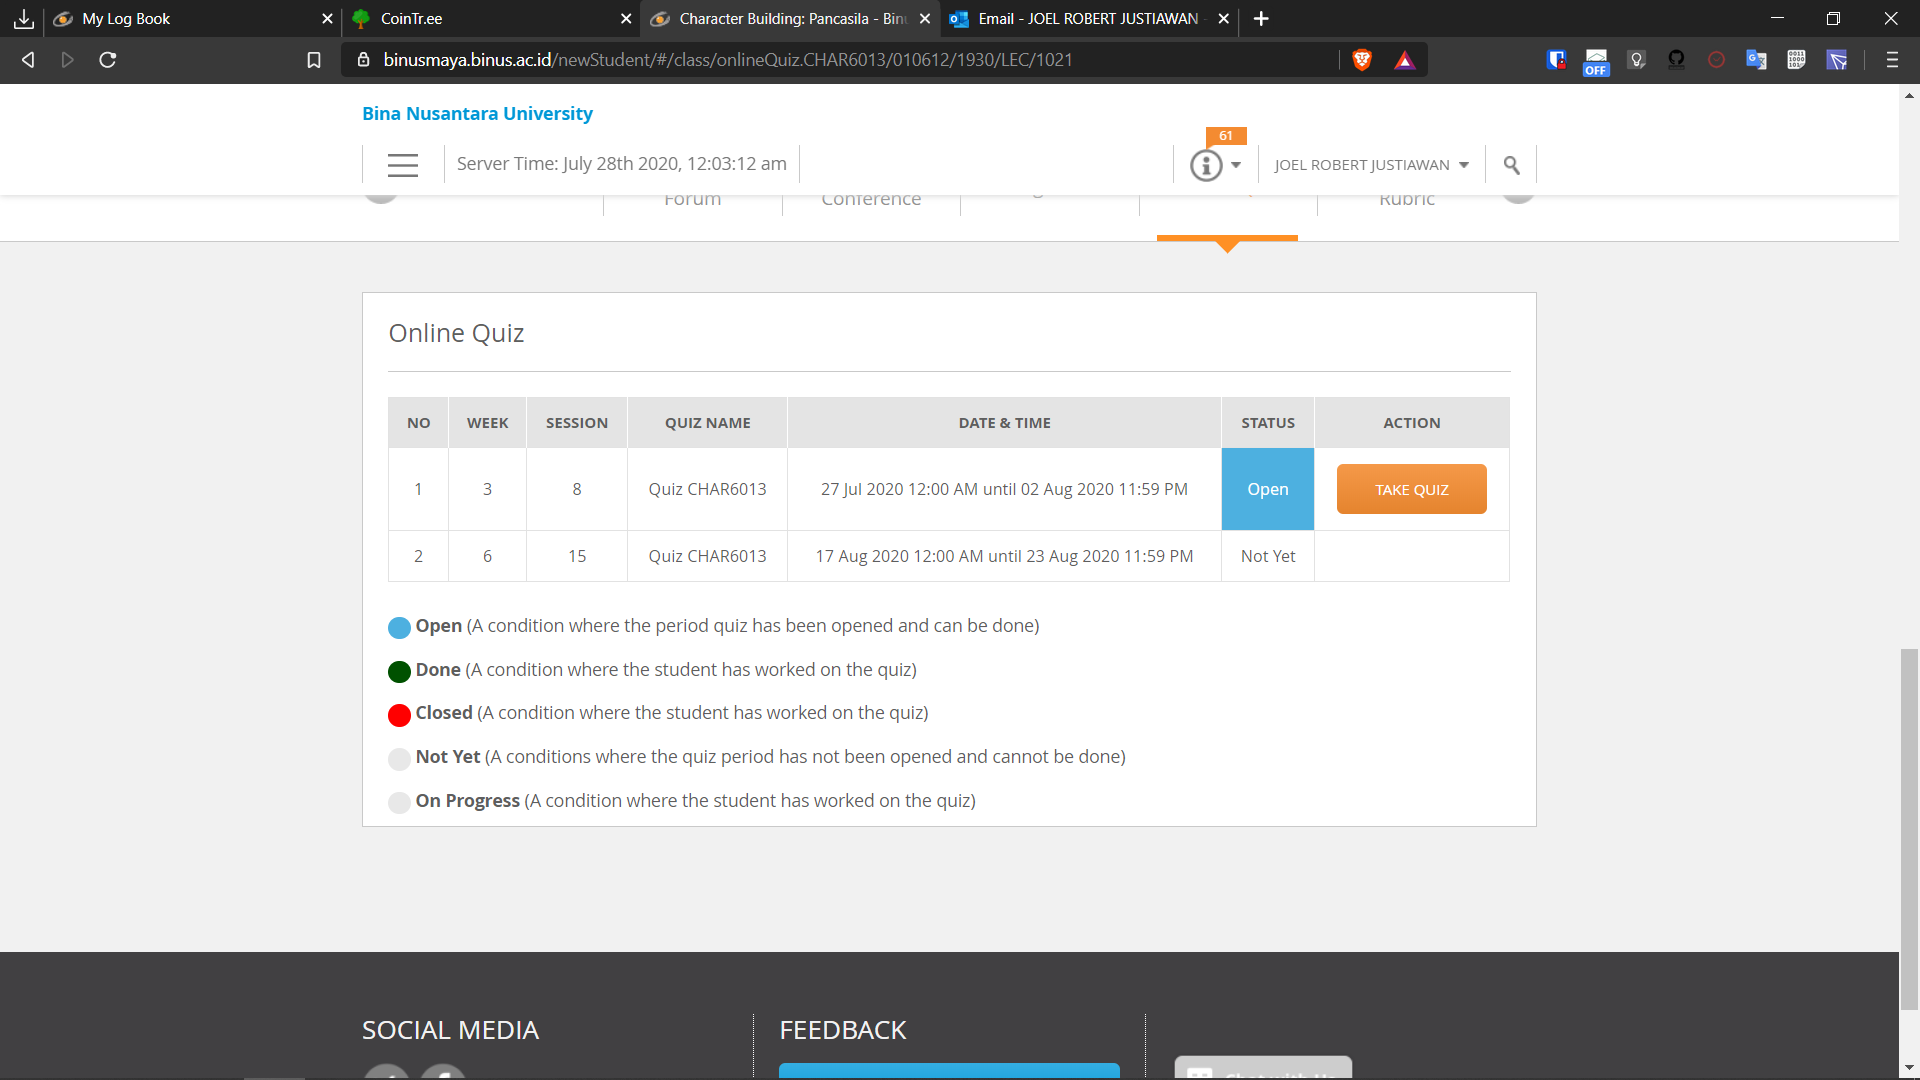 My Log Book
CoinTr.ee
Character Building: Pancasila - Bin
Email - JOEL ROBERT JUSTIAWAN
binusmaya.binus.ac.id/newStudent/#/class/onlineQuiz.CHAR6013/010612/1930/LEC/1021
OFF
Bina Nusantara University
61
Server Time: July 28th 2020, 12:03:12 am
JOEL ROBERT JUSTIAWAN
Forum Conference Rubric
Online Quiz
NO WEEK SESSION QUIZ NAME DATE & TIME STATUS ACTION
1 3 8 Quiz CHAR6013 27 Jul 2020 12:00 AM until 02 Aug 2020 11:59 PM Open TAKE QUIZ
2 6 15 Quiz CHAR6013 17 Aug 2020 12:00 AM until 23 Aug 2020 11:59 PM Not Yet
Open (A condition where the period quiz has been opened and can be done)
Done (A condition where the student has worked on the quiz)
Closed (A condition where the student has worked on the quiz)
Not Yet (A conditions where the quiz period has not been opened and cannot be done)
On Progress (A condition where the student has worked on the quiz)
SOCIAL MEDIA FEEDBACK
Chat with Us